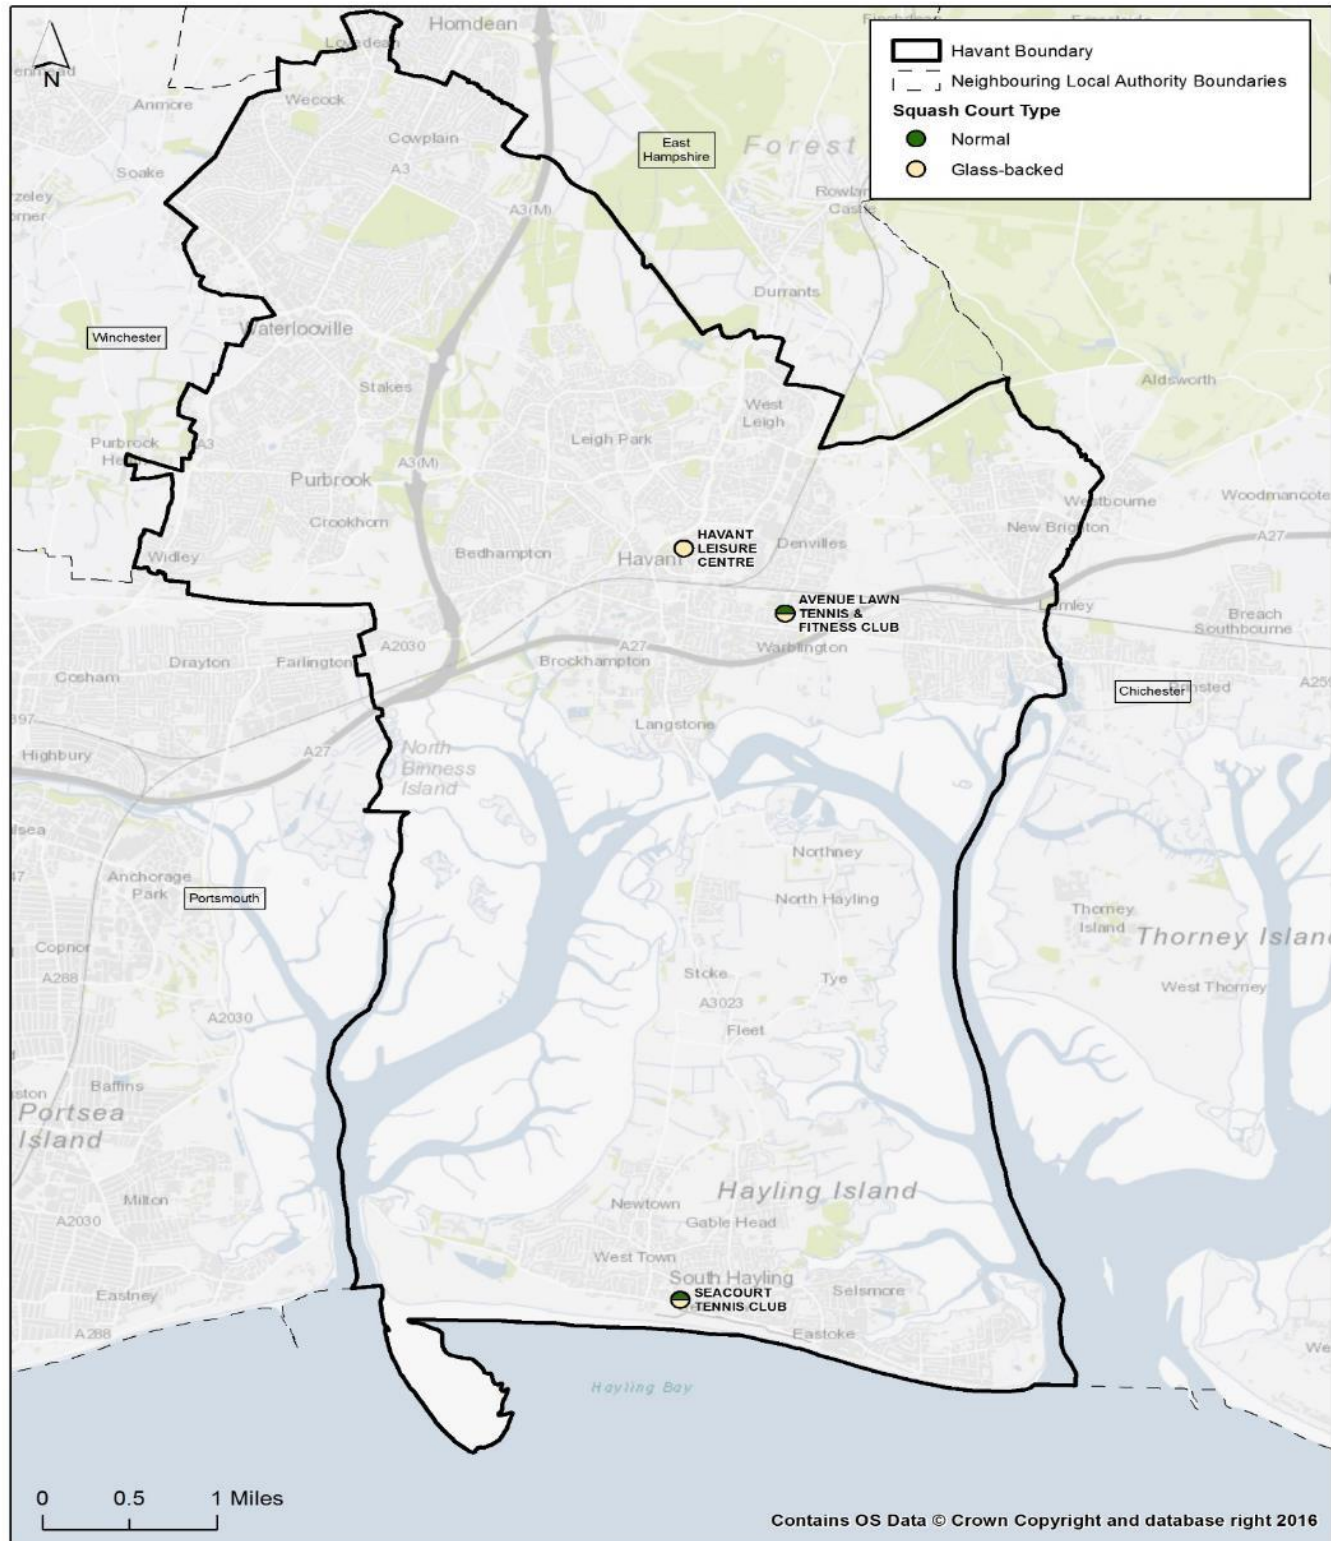 Horndean
Lovedean
N
Anmore
Wecock
Cowplain
A3
Soake
A3(M)
East
Hampshire
Forest
Havant Boundary
Neighbouring Local Authority Boundaries
Squash Court Type
Normal
Glass-backed
Durrants
Winchester
Waterlooville
Stakes
Aldsworth
West
Leigh
Leigh Park
Purbrook
A3
A3(M)
Purbrook
Crookhorn
Westbourne
Woodmancote
New Brighton
A27
Widley
Bedhampton
Havant
HAVANT
LEISURE
CENTRE
Denvilles
AVENUE LAWN
TENNIS &
FITNESS CLUB
Breach
Southbourne
Drayton
Farlington
A2030
A27
Brockhampton
Warblington
Cosham
Chichester
A259
Langstone
Highbury
A27
North
Binness
Island
Northney
Anchorage
Park
Portsmouth
North Hayling
Thorney
Island
Thorney Island
Copnor
A288
Stoke
Tye
West Thorney
A3023
A2030
Fleet
Baffins
Portsea
Island
Milton
Newtown
Hayling Island
A2030
Gable Head
West Town
South Hayling
Eastney
SEACOURT
TENNIS CLUB
Selsmore
A288
Eastoke
Hayling Bay
0 0.5 1 Miles
Contains OS Data © Crown Copyright and database right 2016